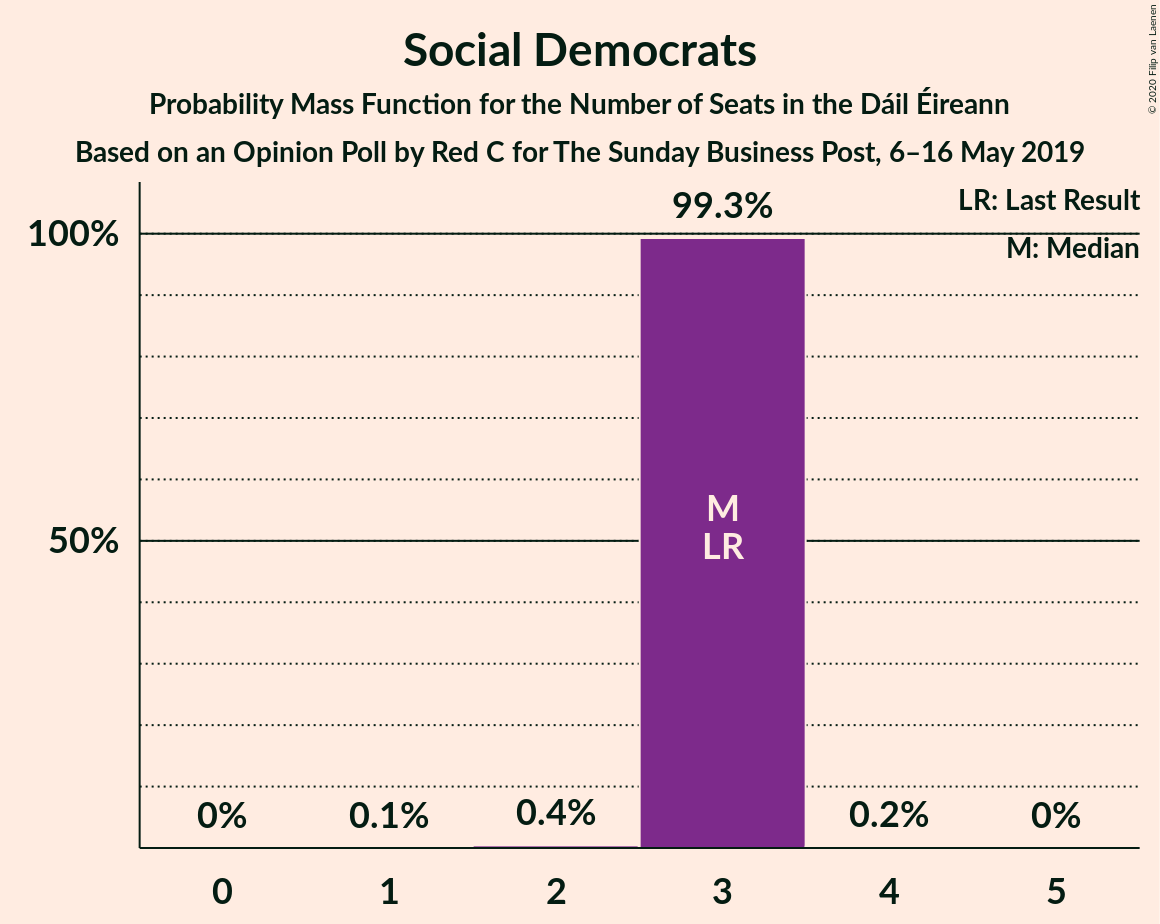 Social Democrats
Probability Mass Function for the Number of Seats in the Dáil Éireann
Based on an Opinion Poll by Red C for The Sunday Business Post, 6–16 May 2019
© 2020 Filip van Laenen
LR: Last Result
M: Median
99.3%
100%
50%
M
LR
0%
0.1%
0.4%
0.2%
0%
0
1
2
3
4
5